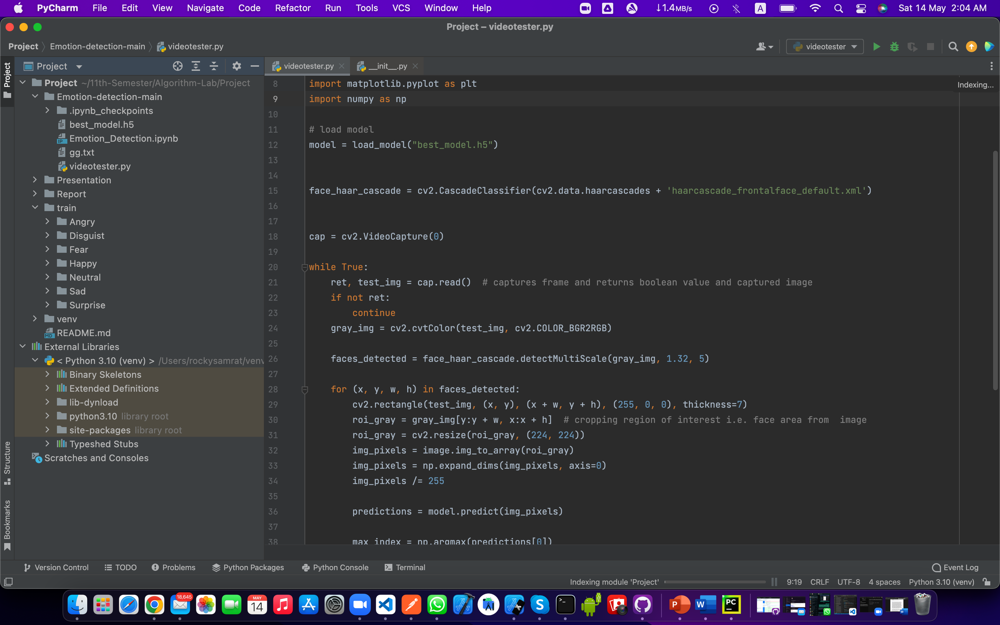 PyCharm File Edit View Navigate Code Refactor Run Tools VCS Window Help ↓1.4MB/s A Sat 14 May 2:04 AM
Project – videotester.py
Project Emotion-detection-main videotester.py videotester
Project
videotester.py
__init__.py
Project
Project ~/11th-Semester/Algorithm-Lab/Project
Emotion-detection-main
.ipynb_checkpoints
best_model.h5
Emotion_Detection.ipynb
gg.txt
videotester.py
Presentation
Report
train
Angry
Disguist
Fear
Happy
Neutral
Sad
Surprise
venv
README.md
External Libraries
< Python 3.10 (venv) > /Users/rockysamrat/venv
Binary Skeletons
Extended Definitions
lib-dynload
python3.10 library root
site-packages library root
Typeshed Stubs
Scratches and Consoles
Structure
Bookmarks
Indexing...
8 import matplotlib.pyplot as plt
9 import numpy as np
10
11 # load model
12 model = load_model("best_model.h5")
13
14
15 face_haar_cascade = cv2.CascadeClassifier(cv2.data.haarcascades + 'haarcascade_frontalface_default.xml')
16
17
18 cap = cv2.VideoCapture(0)
19
20 while True:
21 ret, test_img = cap.read() # captures frame and returns boolean value and captured image
22 if not ret:
23 continue
24 gray_img = cv2.cvtColor(test_img, cv2.COLOR_BGR2RGB)
25
26 faces_detected = face_haar_cascade.detectMultiScale(gray_img, 1.32, 5)
27
28 for (x, y, w, h) in faces_detected:
29 cv2.rectangle(test_img, (x, y), (x + w, y + h), (255, 0, 0), thickness=7)
30 roi_gray = gray_img[y:y + w, x:x + h] # cropping region of interest i.e. face area from  image
31 roi_gray = cv2.resize(roi_gray, (224, 224))
32 img_pixels = image.img_to_array(roi_gray)
33 img_pixels = np.expand_dims(img_pixels, axis=0)
34 img_pixels /= 255
35
36 predictions = model.predict(img_pixels)
37
38 max_index = np.argmax(predictions[0])
Version Control TODO Problems Python Packages Python Console Terminal Event Log
Indexing module 'Project' 9:19 CRLF UTF-8 4 spaces Python 3.10 (venv)
18,645
MAY
14
S
P
W
PC